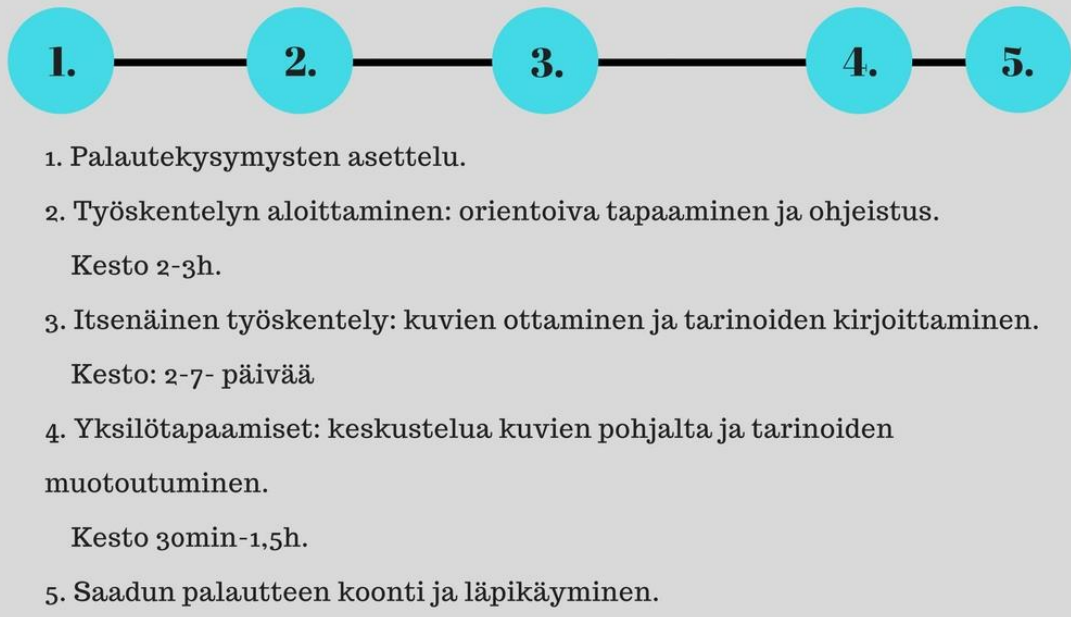 1. 2. 3. 4. 5.
1. Palautekysymysten asettelu.
2. Työskentelyn aloittaminen: orientoiva tapaaminen ja ohjeistus.
Kesto 2-3h.
3. Itsenäinen työskentely: kuvien ottaminen ja tarinoiden kirjoittaminen.
Kesto: 2-7- päivää
4. Yksilötapaamiset: keskustelua kuvien pohjalta ja tarinoiden
muotoutuminen.
Kesto 30min-1,5h.
5. Saadun palautteen koonti ja läpikäyminen.